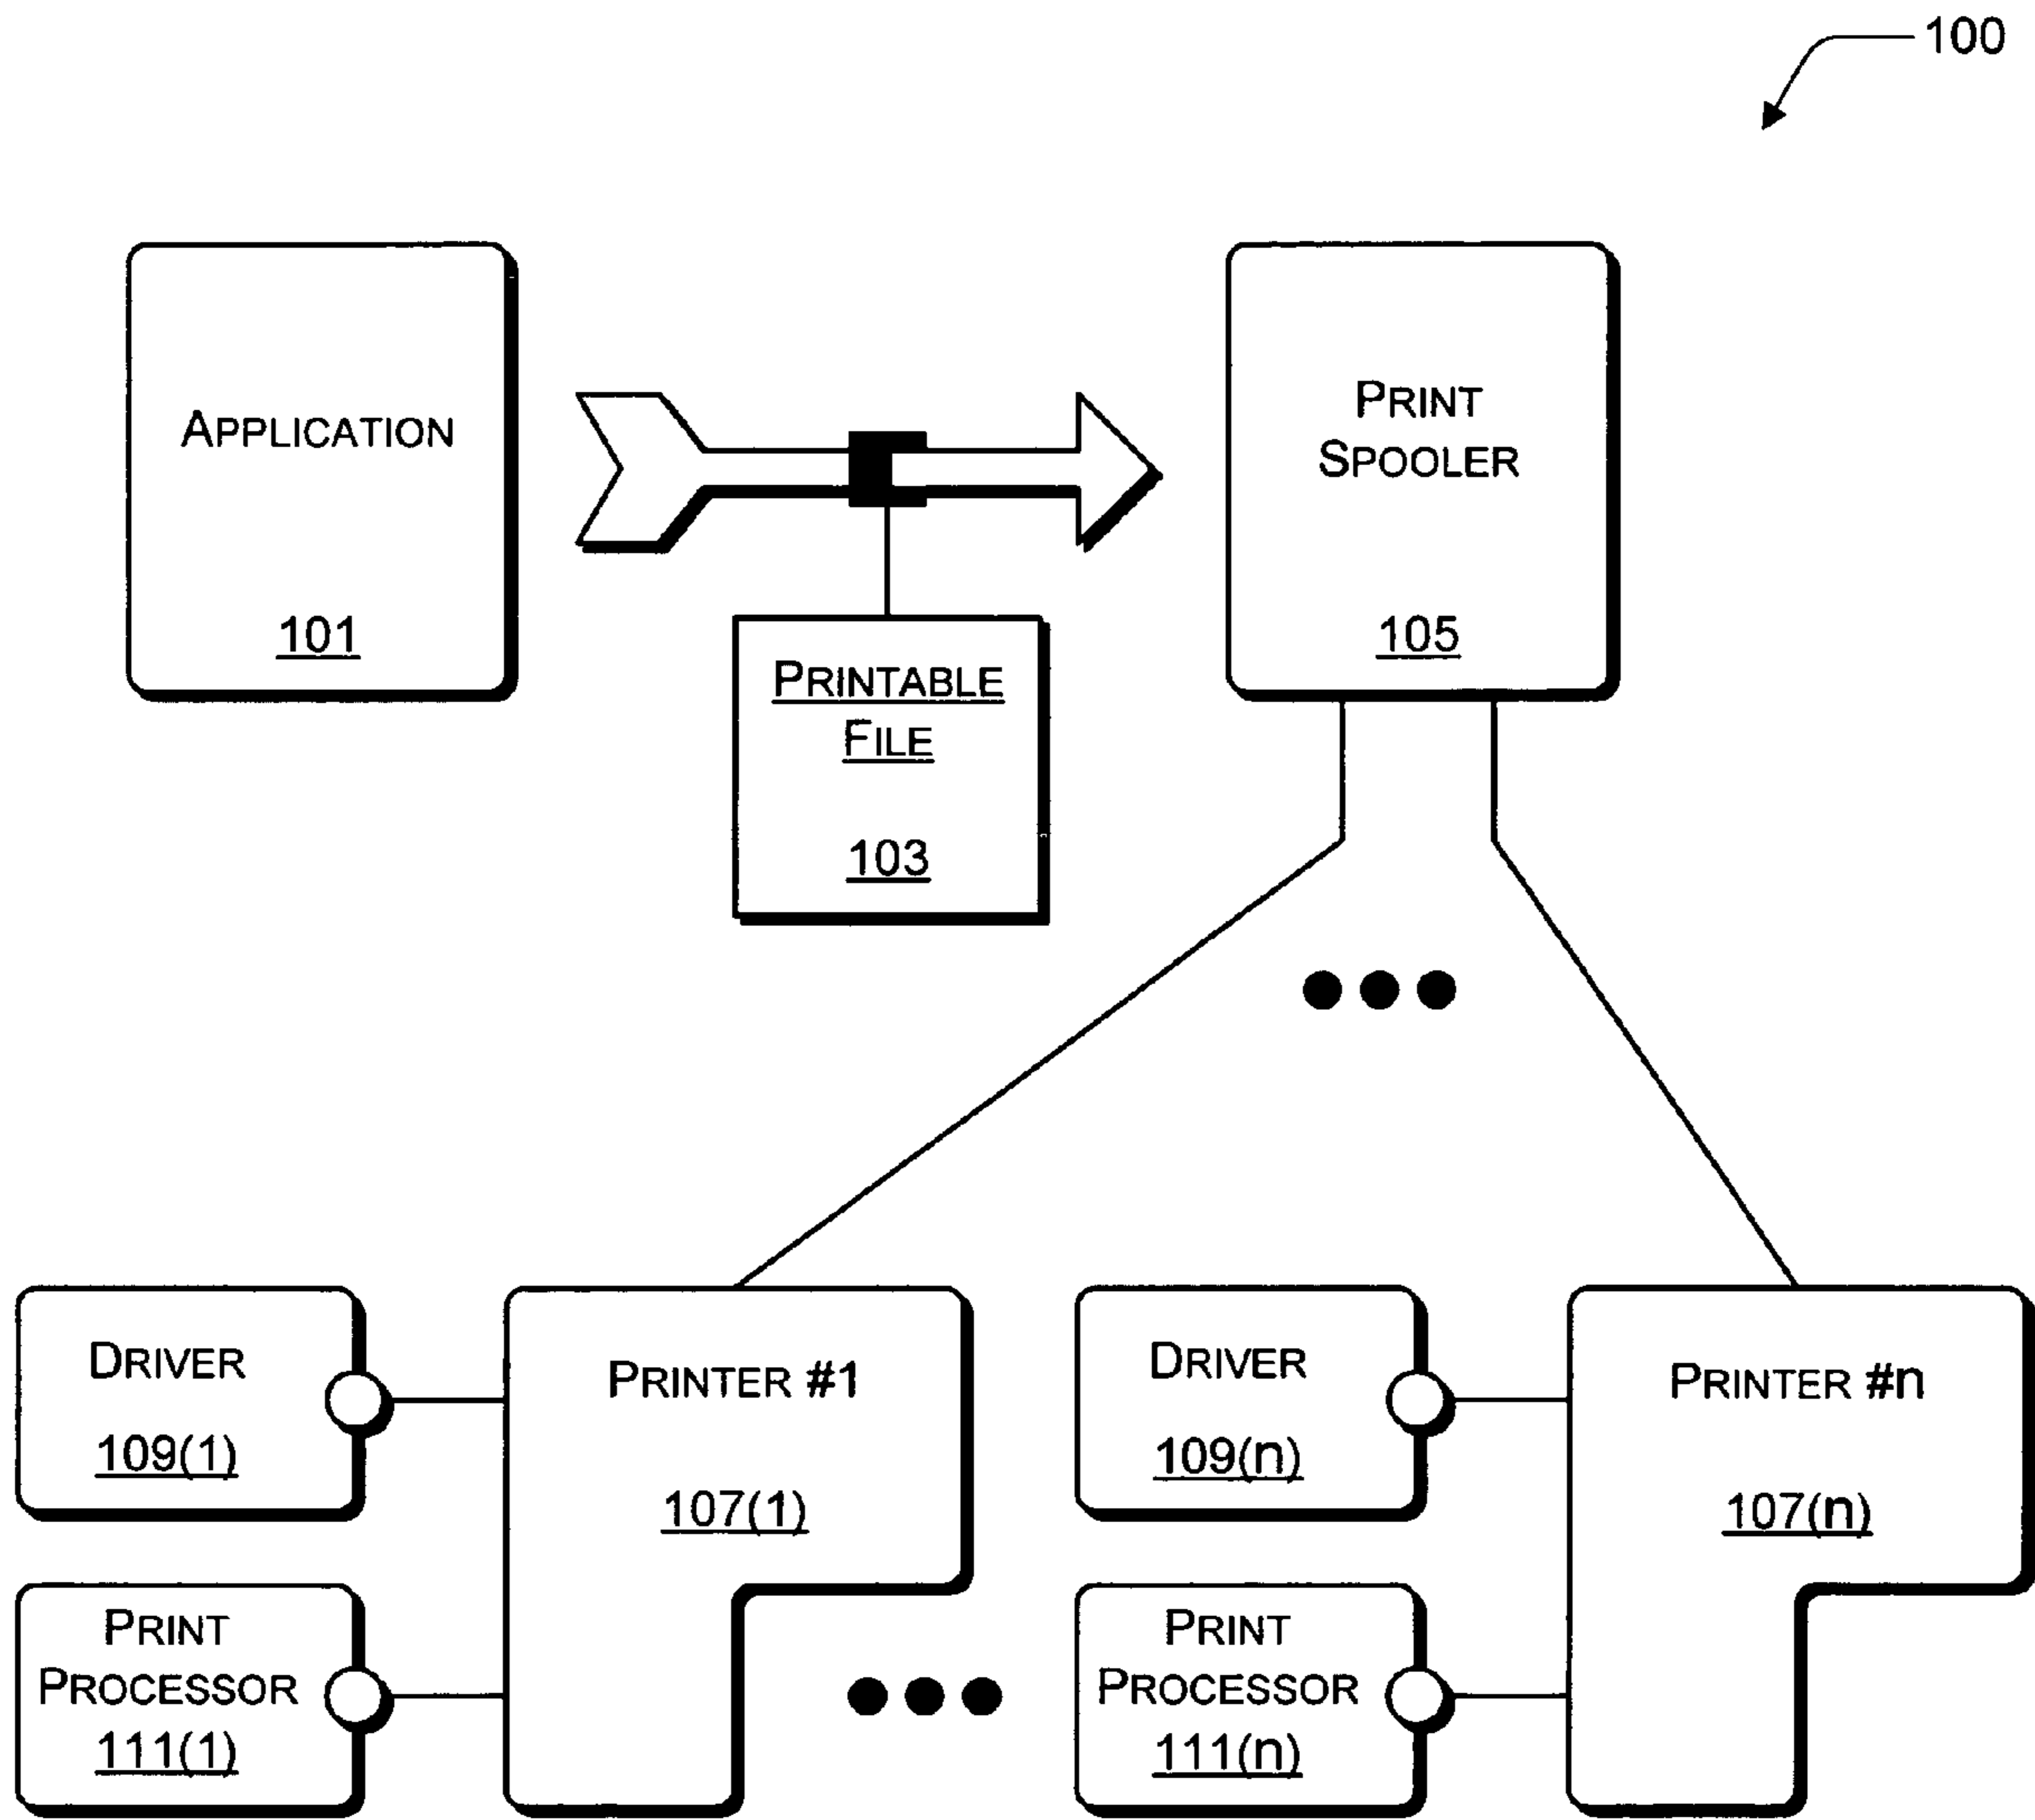 100
APPLICATION
101
PRINTABLE
FILE
103
PRINT
SPOOLER
105
DRIVER
109(1)
PRINT
PROCESSOR
111(1)
PRINTER #1
107(1)
DRIVER
109(n)
PRINT
PROCESSOR
111(n)
PRINTER #n
107(n)